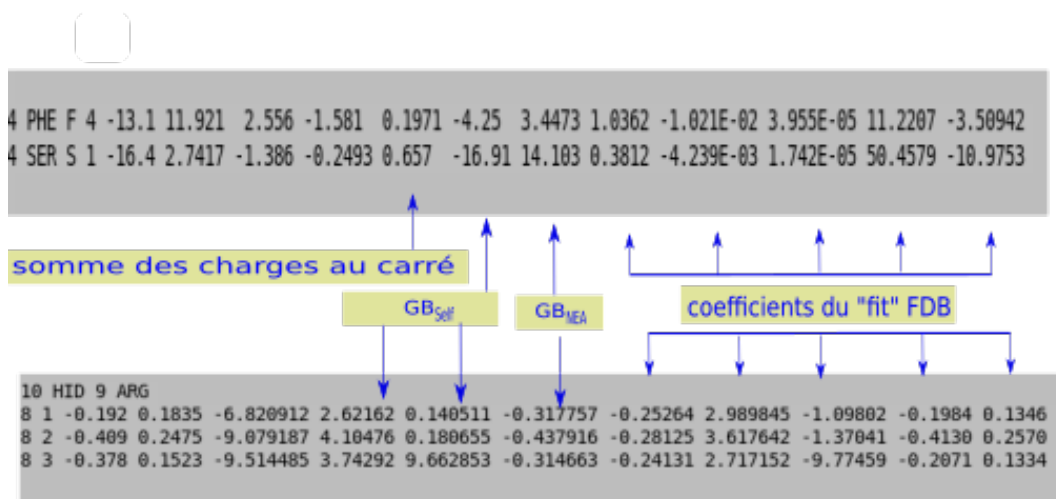 4 PHE F 4 -13.1 11.921 2.556 -1.581 0.1971 -4.25 3.4473 1.0362 -1.021E-02 3.955E-05 11.2207 -3.50942
4 SER S 1 -16.4 2.7417 -1.386 -0.2493 0.657 -16.91 14.103 0.3812 -4.239E-03 1.742E-05 50.4579 -10.9753
somme des charges au carré
GBSelf
GBNEA
coefficients du "fit" FDB
10 HID 9 ARG
8 1 -0.192 0.1835 -6.820912 2.62162 0.140511 -0.317757 -0.25264 2.989845 -1.09802 -0.1984 0.1346
8 2 -0.409 0.2475 -9.079187 4.10476 0.180655 -0.437916 -0.28125 3.617642 -1.37041 -0.4130 0.2570
8 3 -0.378 0.1523 -9.514485 3.74292 9.662853 -0.314663 -0.24131 2.717152 -9.77459 -0.2071 0.1334